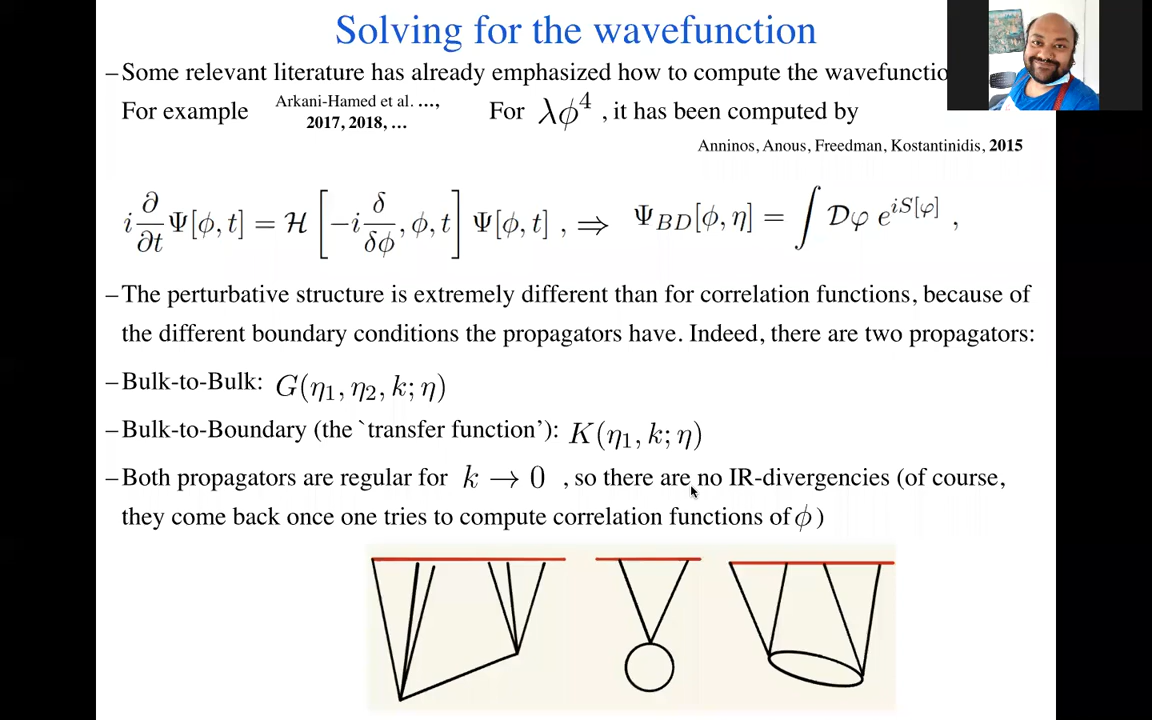 Solving for the wavefunction
– Some relevant literature has already emphasized how to compute the wavefunctio
For example Arkani-Hamed et al. ..., 2017, 2018, ... For λϕ⁴ , it has been computed by
Anninos, Anous, Freedman, Kostantinidis, 2015
i ∂/∂t Ψ[ϕ, t] = ℋ [ −i δ/δϕ , ϕ, t ] Ψ[ϕ, t] , ⇒ Ψ_BD[ϕ, η] = ∫ 𝒟φ e^{iS[φ]} ,
– The perturbative structure is extremely different than for correlation functions, because of
the different boundary conditions the propagators have. Indeed, there are two propagators:
– Bulk-to-Bulk: G(η₁, η₂, k; η)
– Bulk-to-Boundary (the `transfer function'): K(η₁, k; η)
– Both propagators are regular for k → 0 , so there are no IR-divergencies (of course,
they come back once one tries to compute correlation functions of ϕ )